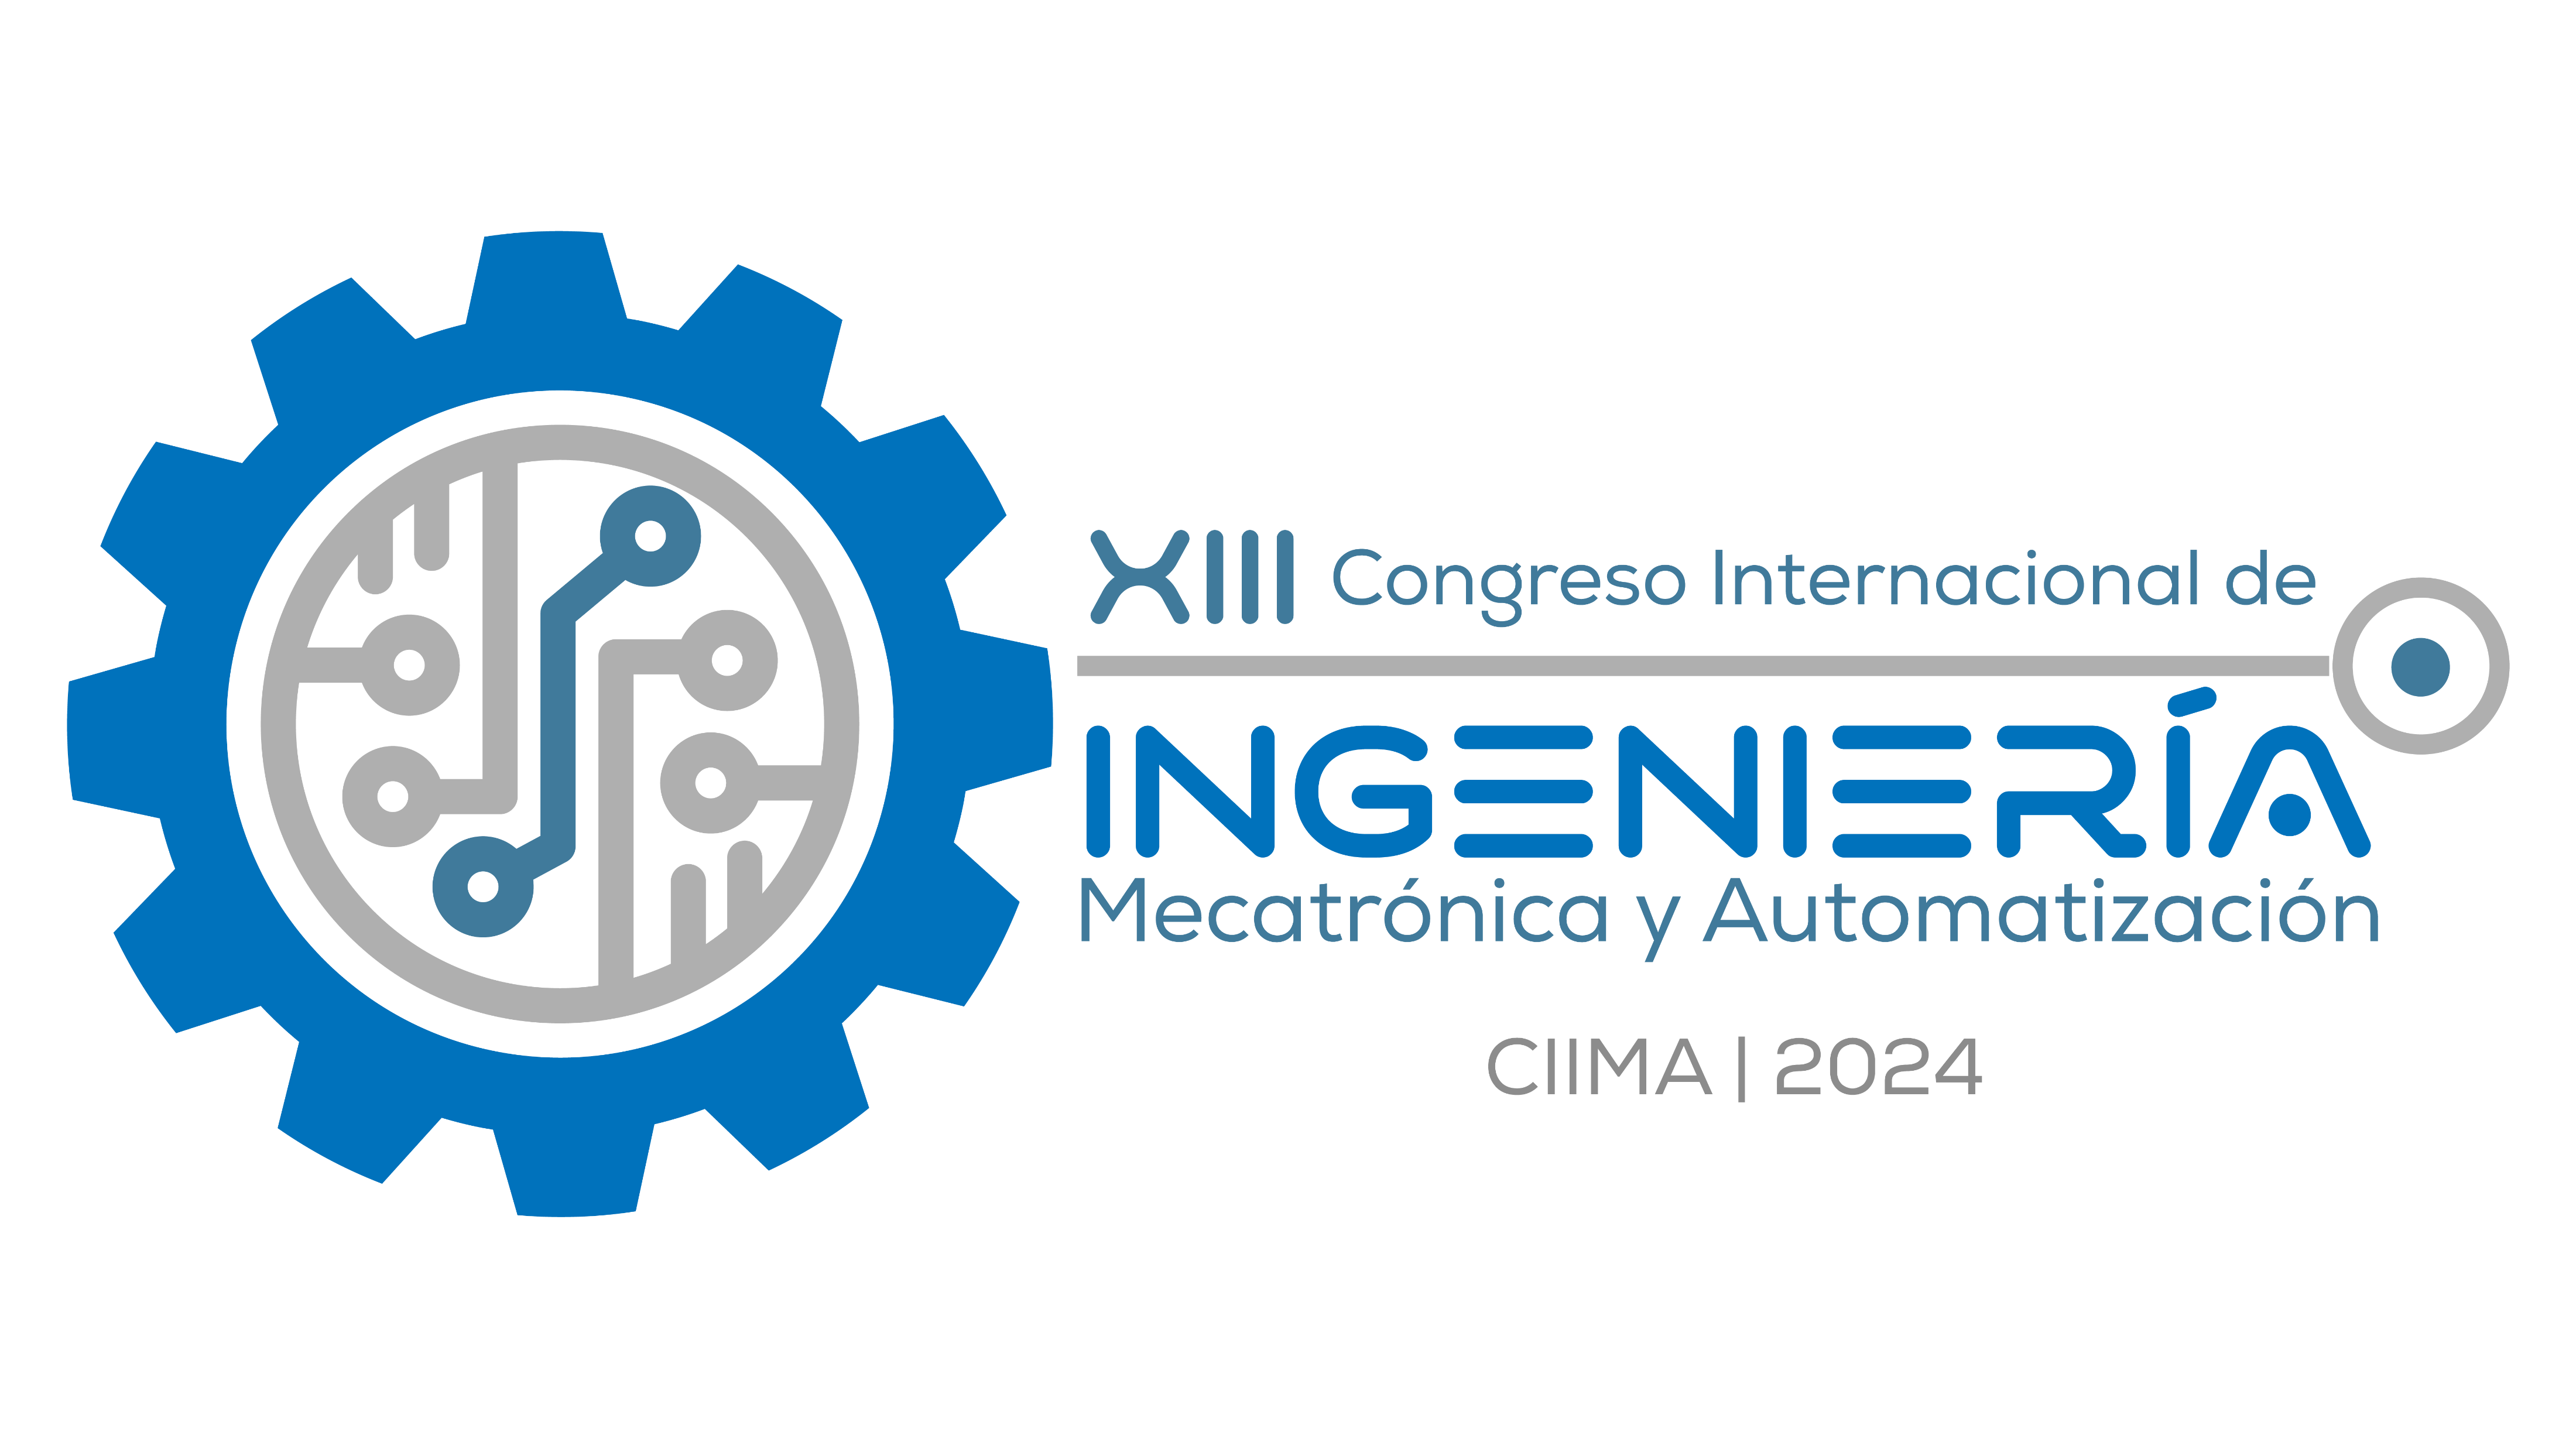 XIII Congreso Internacional de
INGENIERÍA
Mecatrónica y Automatización
CIIMA | 2024